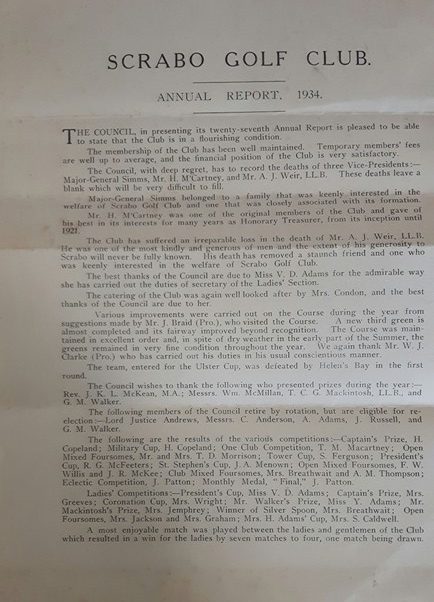 SCRABO GOLF CLUB.
ANNUAL REPORT, 1934.
THE COUNCIL, in presenting its twenty-seventh Annual Report is pleased to be able
to state that the Club is in a flourishing condition.
The membership of the Club has been well maintained. Temporary members' fees
are well up to average, and the financial position of the Club is very satisfactory.
The Council, with deep regret, has to record the deaths of three Vice-Presidents:—
Major-General Simms, Mr. H. M'Cartney, and Mr. A. J. Weir, LL.B. These deaths leave a
blank which will be very difficult to fill.
Major-General Simms belonged to a family that was keenly interested in the
welfare of Scrabo Golf Club and one that was closely associated with its formation.
Mr. H. M'Cartney was one of the original members of the Club and gave of
his best in its interests for many years as Honorary Treasurer, from its inception until
1921.
The Club has suffered an irreparable loss in the death of Mr. A. J. Weir, LL.B.
He was one of the most kindly and generous of men and the extent of his generosity to
Scrabo will never be fully known. His death has removed a staunch friend and one who
was keenly interested in the welfare of Scrabo Golf Club.
The best thanks of the Council are due to Miss V. D. Adams for the admirable way
she has carried out the duties of secretary of the Ladies' Section.
The catering of the Club was again well looked after by Mrs. Condon, and the best
thanks of the Council are due to her.
Various improvements were carried out on the Course during the year from
suggestions made by Mr. J. Braid (Pro.), who visited the Course. A new third green is
almost completed and its fairway improved beyond recognition. The Course was main-
tained in excellent order and, in spite of dry weather in the early part of the Summer, the
greens remained in very fine condition throughout the year. We again thank Mr. W. J.
Clarke (Pro.) who has carried out his duties in his usual conscientious manner.
The team, entered for the Ulster Cup, was defeated by Helen's Bay in the first
round.
The Council wishes to thank the following who presented prizes during the year:—
Rev. J. K. L. McKean, M.A.; Messrs. Wm. McMillan, T. C. G. Mackintosh, LL.B., and
G. M. Walker.
The following members of the Council retire by rotation, but are eligible for re-
election:—Lord Justice Andrews, Messrs. C. Anderson, A. Adams, J. Russell, and
G. M. Walker.
The following are the results of the various competitions:—Captain's Prize, H.
Copeland; Military Cup, H. Copeland; One Club Competition, T. M. Macartney; Open
Mixed Foursomes, Mr. and Mrs. T. D. Morrison; Tower Cup, S. Ferguson; President's
Cup, R. G. McFeeters; St. Stephen's Cup, J. A. Menown; Open Mixed Foursomes, F. W.
Willis and J. R. McKee; Club Mixed Foursomes, Mrs. Breathwait and A. M. Thompson;
Eclectic Competition, J. Patton; Monthly Medal, "Final," J. Patton.
Ladies' Competitions:—President's Cup, Miss V. D. Adams; Captain's Prize, Mrs.
Greeves; Coronation Cup, Mrs. Wright; Mr. Walker's Prize, Miss Y. Adams; Mr.
Mackintosh's Prize, Mrs. Jemphrey; Winner of Silver Spoon, Mrs. Breathwait; Open
Foursomes, Mrs. Jackson and Mrs. Graham; Mrs. H. Adams' Cup, Mrs. S. Caldwell.
A most enjoyable match was played between the ladies and gentlemen of the Club
which resulted in a win for the ladies by seven matches to four, one match being drawn.